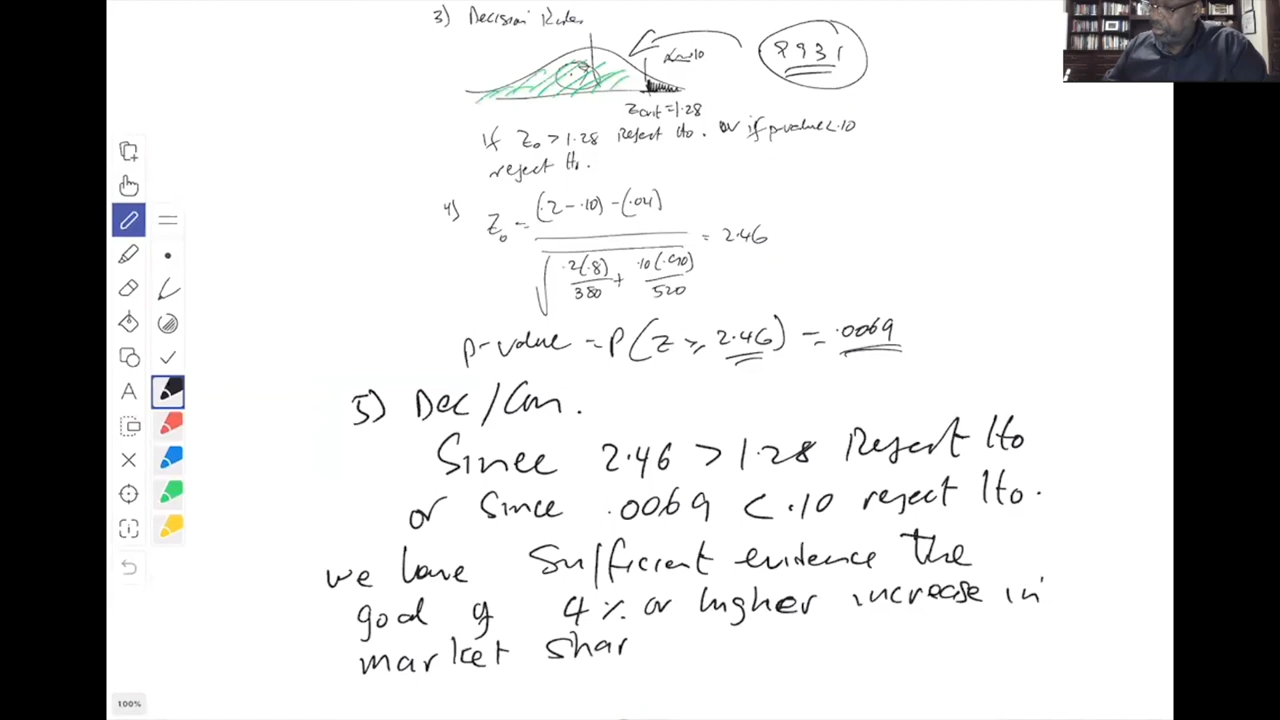 3) Decision Rules
α=.10
.9931
Zcrit = 1.28
If Z₀ > 1.28 Reject Ho. or if p-value < .10
reject Ho.
4) Z₀ = (.2 - .10) - (.04)
= 2.46
.2(.8) + .10(.90)
380 520
p-value = P(Z > 2.46) = .0069
5) Dec/Con.
Since 2.46 > 1.28 Reject Ho
or since .0069 < .10 reject Ho.
we have sufficient evidence the
goal of 4% or higher increase in
market shar
A
100%